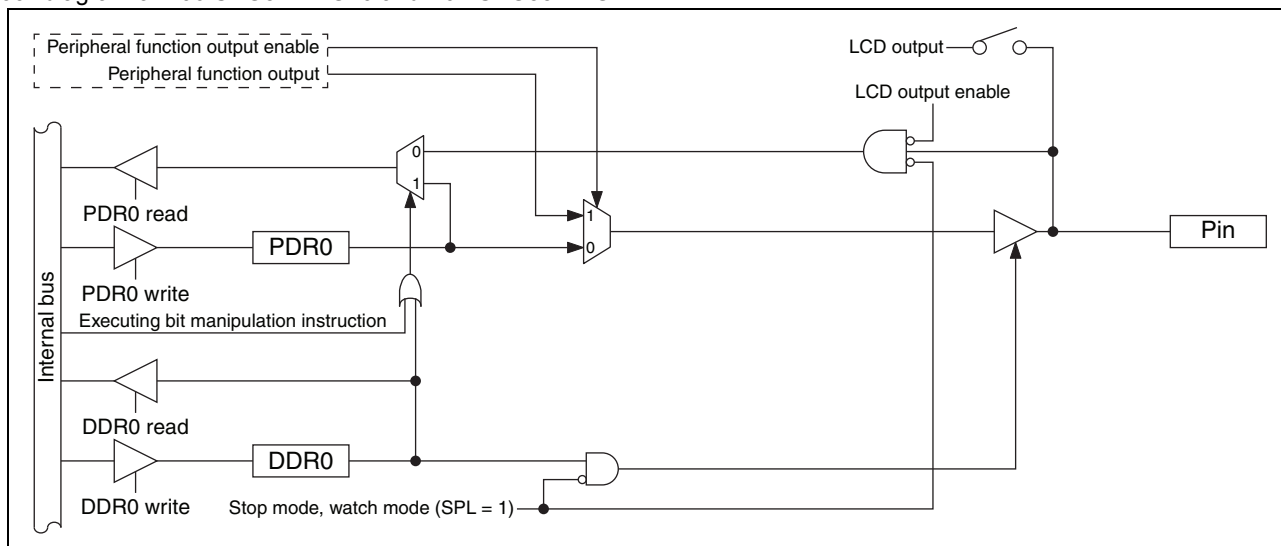 Peripheral function output enable
Peripheral function output
LCD output
LCD output enable
0
1
PDR0 read
1
PDR0
0
Pin
PDR0 write
Executing bit manipulation instruction
Internal bus
DDR0 read
DDR0
DDR0 write
Stop mode, watch mode (SPL = 1)